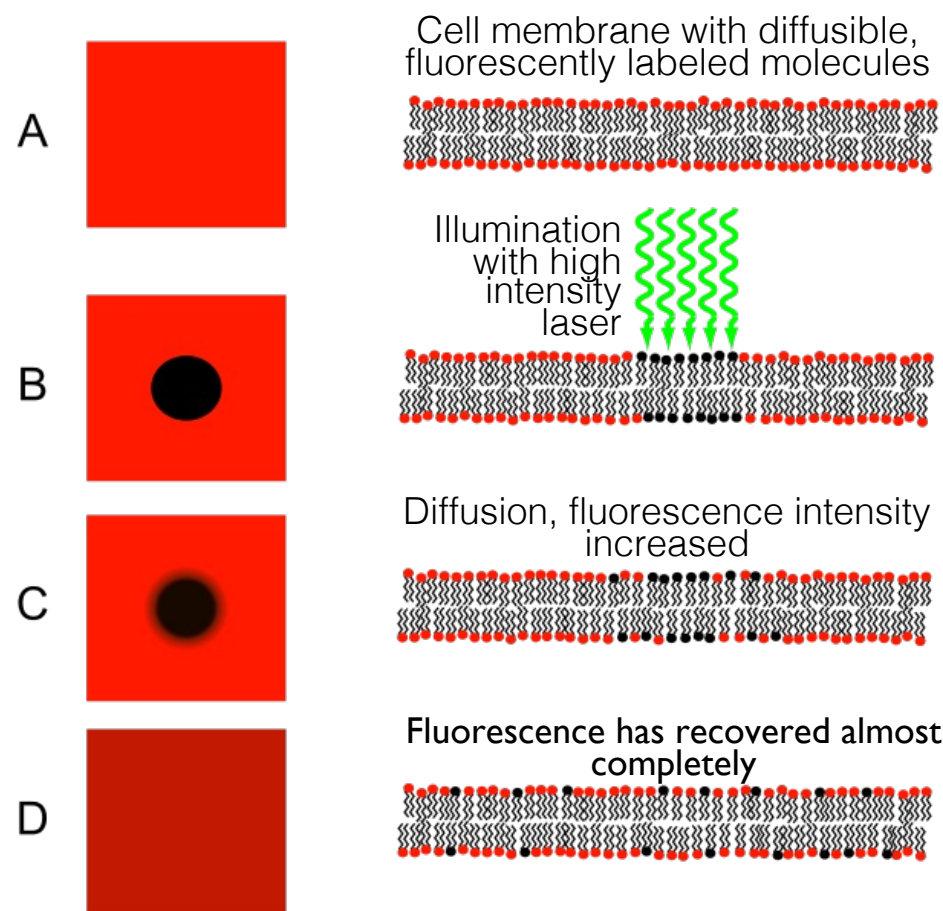 Cell membrane with diffusible,
fluorescently labeled molecules
A
Illumination
with high
intensity
laser
B
Diffusion, fluorescence intensity
increased
C
Fluorescence has recovered almost
completely
D